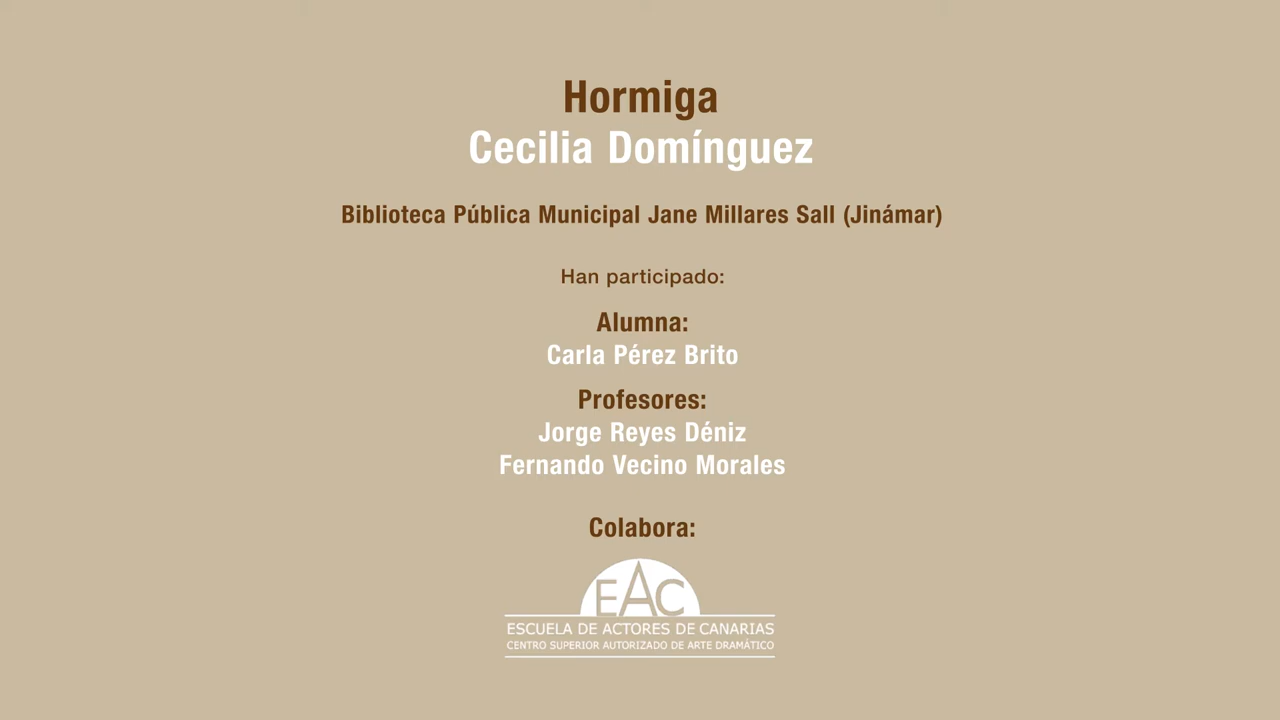 Hormiga
Cecilia Domínguez
Biblioteca Pública Municipal Jane Millares Sall (Jinámar)
Han participado:
Alumna:
Carla Pérez Brito
Profesores:
Jorge Reyes Déniz
Fernando Vecino Morales
Colabora:
EAC
ESCUELA DE ACTORES DE CANARIAS
CENTRO SUPERIOR AUTORIZADO DE ARTE DRAMÁTICO